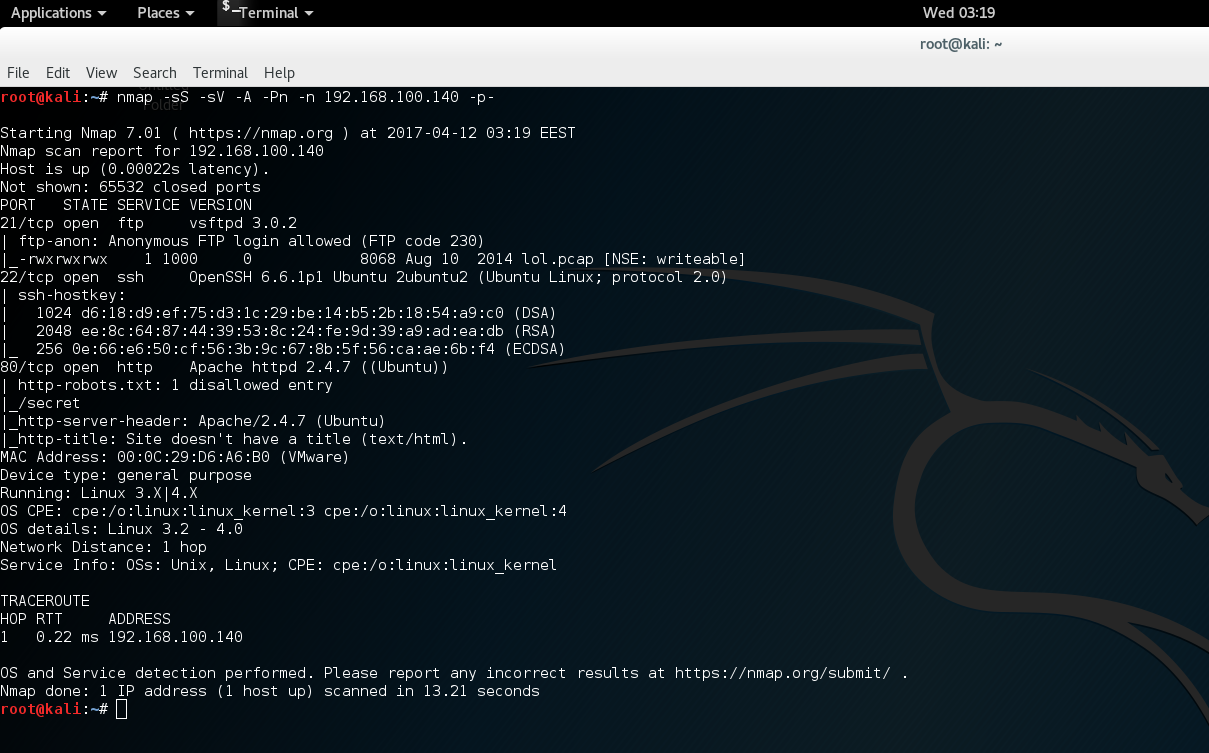 Applications Places Terminal Wed 03:19
root@kali: ~
File Edit View Search Terminal Help
root@kali:~# nmap -sS -sV -A -Pn -n 192.168.100.140 -p-
Folder
Starting Nmap 7.01 ( https://nmap.org ) at 2017-04-12 03:19 EEST
Nmap scan report for 192.168.100.140
Host is up (0.00022s latency).
Not shown: 65532 closed ports
PORT   STATE SERVICE VERSION
21/tcp open  ftp     vsftpd 3.0.2
| ftp-anon: Anonymous FTP login allowed (FTP code 230)
|_-rwxrwxrwx    1 1000     0            8068 Aug 10  2014 lol.pcap [NSE: writeable]
22/tcp open  ssh     OpenSSH 6.6.1p1 Ubuntu 2ubuntu2 (Ubuntu Linux; protocol 2.0)
| ssh-hostkey:
|   1024 d6:18:d9:ef:75:d3:1c:29:be:14:b5:2b:18:54:a9:c0 (DSA)
|   2048 ee:8c:64:87:44:39:53:8c:24:fe:9d:39:a9:ad:ea:db (RSA)
|_  256 0e:66:e6:50:cf:56:3b:9c:67:8b:5f:56:ca:ae:6b:f4 (ECDSA)
80/tcp open  http    Apache httpd 2.4.7 ((Ubuntu))
| http-robots.txt: 1 disallowed entry
|_/secret
|_http-server-header: Apache/2.4.7 (Ubuntu)
|_http-title: Site doesn't have a title (text/html).
MAC Address: 00:0C:29:D6:A6:B0 (VMware)
Device type: general purpose
Running: Linux 3.X|4.X
OS CPE: cpe:/o:linux:linux_kernel:3 cpe:/o:linux:linux_kernel:4
OS details: Linux 3.2 - 4.0
Network Distance: 1 hop
Service Info: OSs: Unix, Linux; CPE: cpe:/o:linux:linux_kernel

TRACEROUTE
HOP RTT     ADDRESS
1   0.22 ms 192.168.100.140

OS and Service detection performed. Please report any incorrect results at https://nmap.org/submit/ .
Nmap done: 1 IP address (1 host up) scanned in 13.21 seconds
root@kali:~#